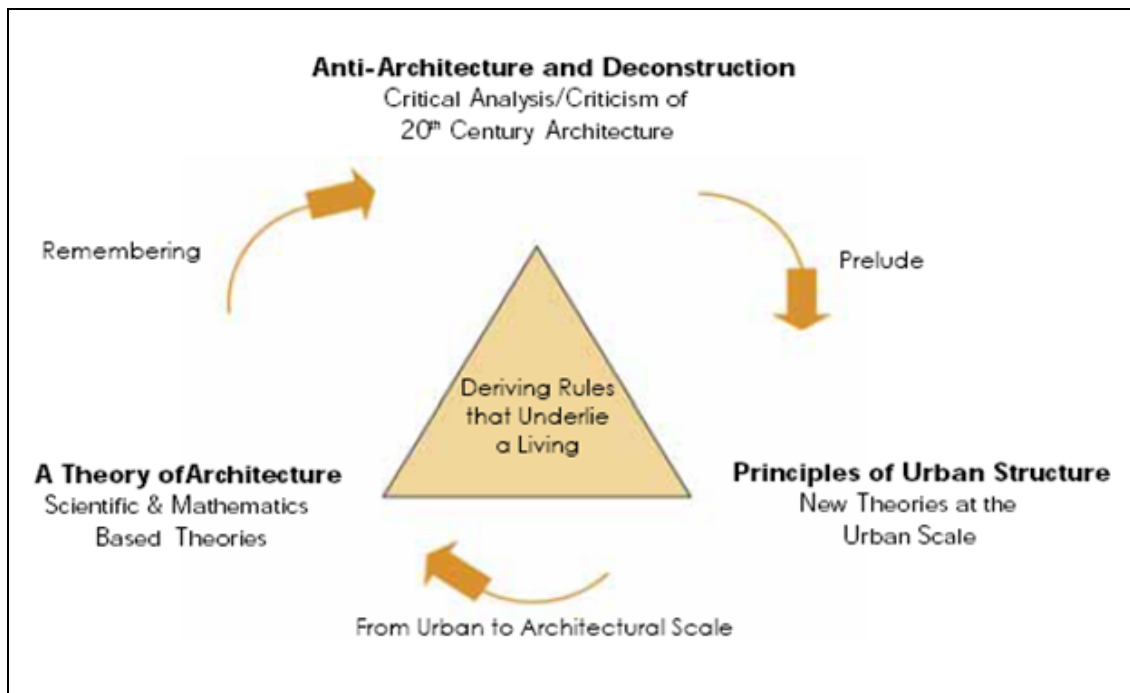 Anti-Architecture and Deconstruction
Critical Analysis/Criticism of
20th Century Architecture
Remembering
Prelude
Deriving Rules
that Underlie
a Living
A Theory ofArchitecture
Scientific & Mathematics
Based Theories
Principles of Urban Structure
New Theories at the
Urban Scale
From Urban to Architectural Scale